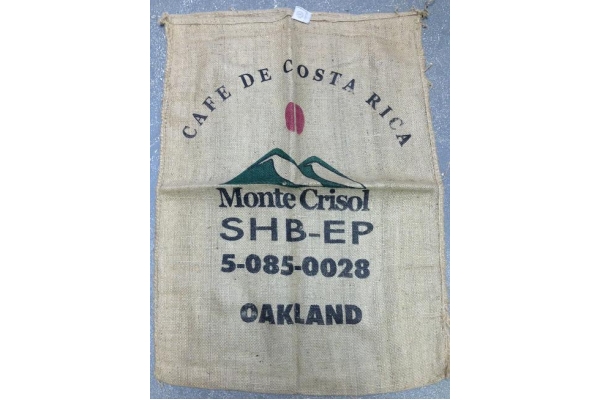 CAFE DE COSTA RICA
Monte Crisol
SHB-EP
5-085-0028
OAKLAND